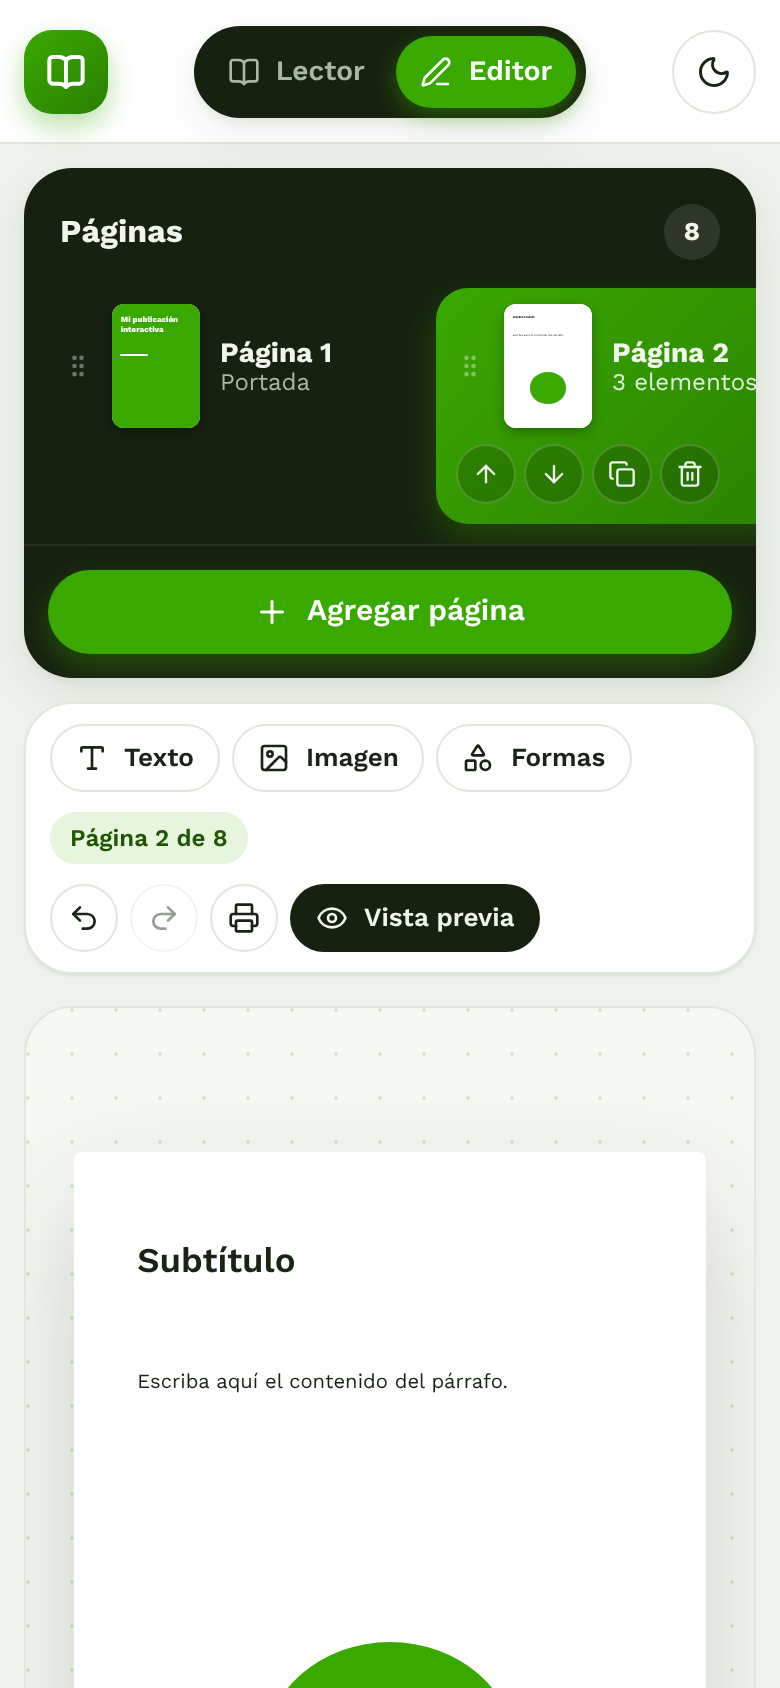 Lector
Editor
Páginas
8
Mi publicación
interactiva
Página 1
Portada
Página 2
3 elementos
Agregar página
Texto
Imagen
Formas
Página 2 de 8
Vista previa
Subtítulo
Escriba aquí el contenido del párrafo.